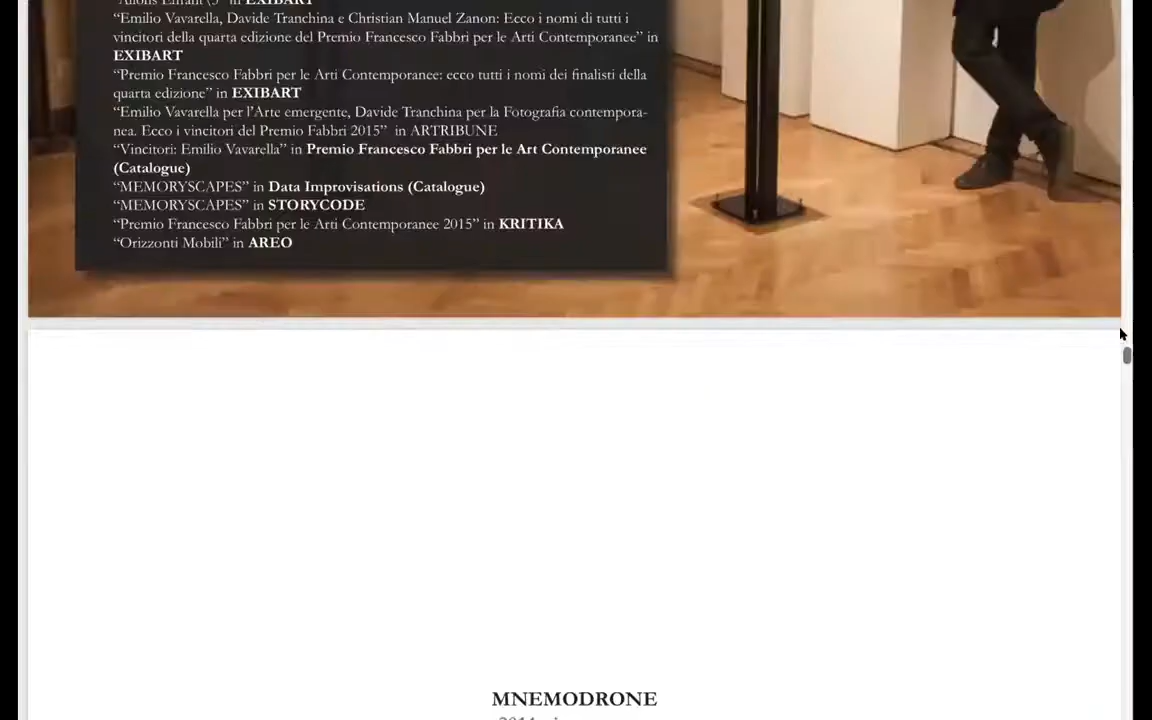 in EXIBART
“Emilio Vavarella, Davide Tranchina e Christian Manuel Zanon: Ecco i nomi di tutti i
vincitori della quarta edizione del Premio Francesco Fabbri per le Arti Contemporanee” in
EXIBART
“Premio Francesco Fabbri per le Arti Contemporanee: ecco tutti i nomi dei finalisti della
quarta edizione” in EXIBART
“Emilio Vavarella per l’Arte emergente, Davide Tranchina per la Fotografia contempora-
nea. Ecco i vincitori del Premio Fabbri 2015” in ARTRIBUNE
“Vincitori: Emilio Vavarella” in Premio Francesco Fabbri per le Art Contemporanee
(Catalogue)
“MEMORYSCAPES” in Data Improvisations (Catalogue)
“MEMORYSCAPES” in STORYCODE
“Premio Francesco Fabbri per le Arti Contemporanee 2015” in KRITIKA
“Orizzonti Mobili” in AREO
MNEMODRONE